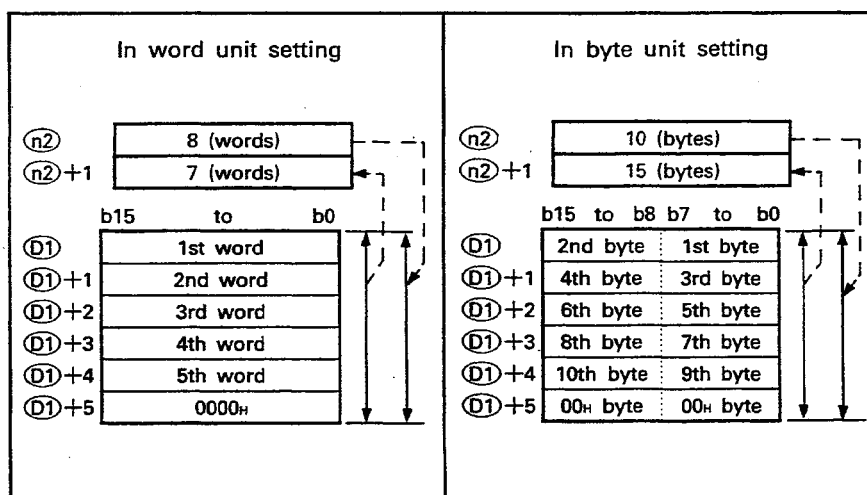 In word unit setting
n2 8 (words)
n2+1 7 (words)
b15 to b0
D1 1st word
D1+1 2nd word
D1+2 3rd word
D1+3 4th word
D1+4 5th word
D1+5 0000H
In byte unit setting
n2 10 (bytes)
n2+1 15 (bytes)
b15 to b8 b7 to b0
D1 2nd byte 1st byte
D1+1 4th byte 3rd byte
D1+2 6th byte 5th byte
D1+3 8th byte 7th byte
D1+4 10th byte 9th byte
D1+5 00H byte 00H byte